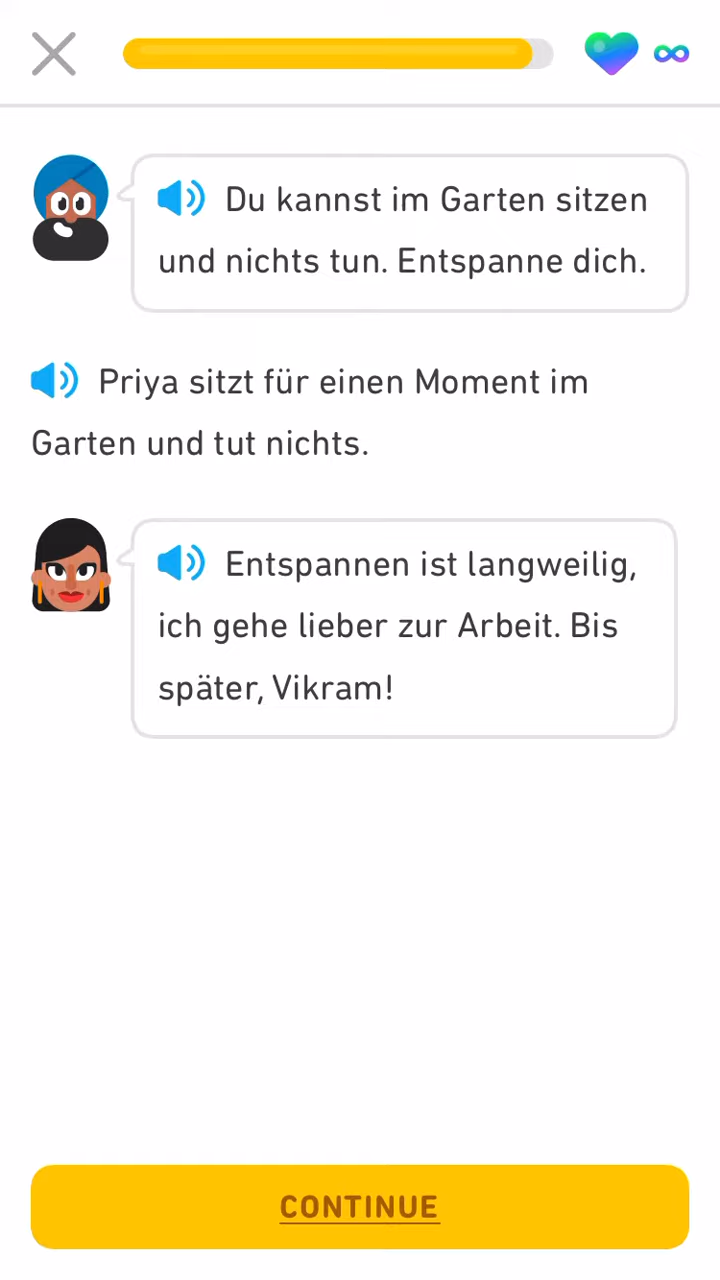 Du kannst im Garten sitzen
und nichts tun. Entspanne dich.
Priya sitzt für einen Moment im
Garten und tut nichts.
Entspannen ist langweilig,
ich gehe lieber zur Arbeit. Bis
später, Vikram!
CONTINUE